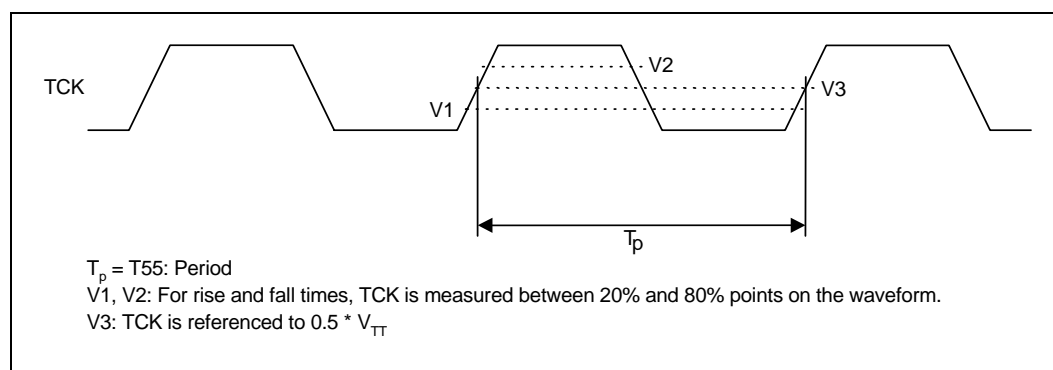 TCK
V2
V3
V1
Tp
Tp = T55: Period
V1, V2: For rise and fall times, TCK is measured between 20% and 80% points on the waveform.
V3: TCK is referenced to 0.5 * VTT